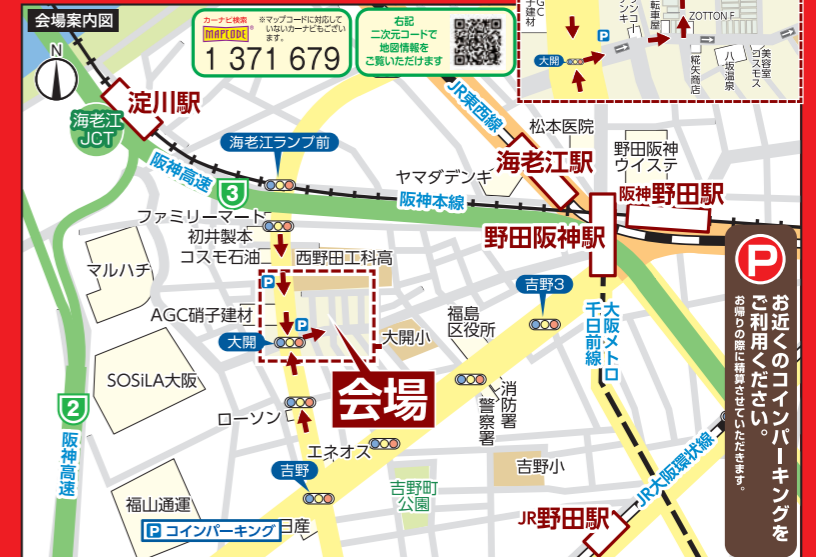 会場案内図
N
カーナビ検索
MAPCODE®
※マップコードに対応して
いないカーナビもござい
ます。
1 371 679
右記
二次元コードで
地図情報を
ご覧いただけます
AGC
子建材
転車屋
ZOTTON F
P
大開
糀矢商店
八坂温泉
美容室
コスモス
淀川駅
海老江
JCT
海老江ランプ前
JR東西線
松本医院
海老江駅
野田阪神
ウイステ
阪神高速
3
ヤマダデンキ
阪神本線
阪神野田駅
ファミリーマート
初井製本
コスモ石油
西野田工科高
野田阪神駅
マルハチ
P
吉野3
AGC硝子建材
P
大開
大開小
福島
区役所
大阪メトロ
千日前線
SOSiLA大阪
会場
消防署
警察署
2
阪神高速
ローソン
エネオス
吉野
吉野小
吉野町
公園
JR大阪環状線
福山通運
P コインパーキング
日産
JR野田駅
P
お近くのコインパーキングを
ご利用ください。
お帰りの際に精算させていただきます。